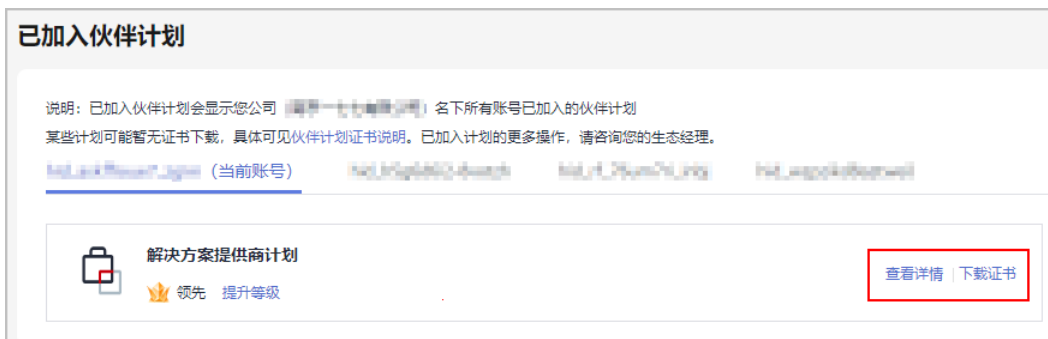 已加入伙伴计划
说明：已加入伙伴计划会显示您公司（）名下所有账号已加入的伙伴计划
某些计划可能暂无证书下载，具体可见伙伴计划证书说明。已加入计划的更多操作，请咨询您的生态经理。
（当前账号）
解决方案提供商计划
领先 提升等级
查看详情 | 下载证书